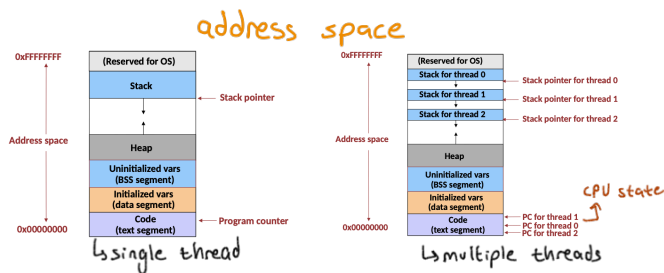 address space
0xFFFFFFFF
(Reserved for OS)
Stack
Stack pointer
Address space
Heap
Uninitialized vars
(BSS segment)
Initialized vars
(data segment)
Code
(text segment)
Program counter
0x00000000
↳single thread
0xFFFFFFFF
(Reserved for OS)
Stack for thread 0
Stack pointer for thread 0
Stack for thread 1
Stack pointer for thread 1
Stack for thread 2
Stack pointer for thread 2
Address space
Heap
Uninitialized vars
(BSS segment)
Initialized vars
(data segment)
CPU state
Code
(text segment)
PC for thread 1
PC for thread 0
PC for thread 2
0x00000000
↳multiple threads